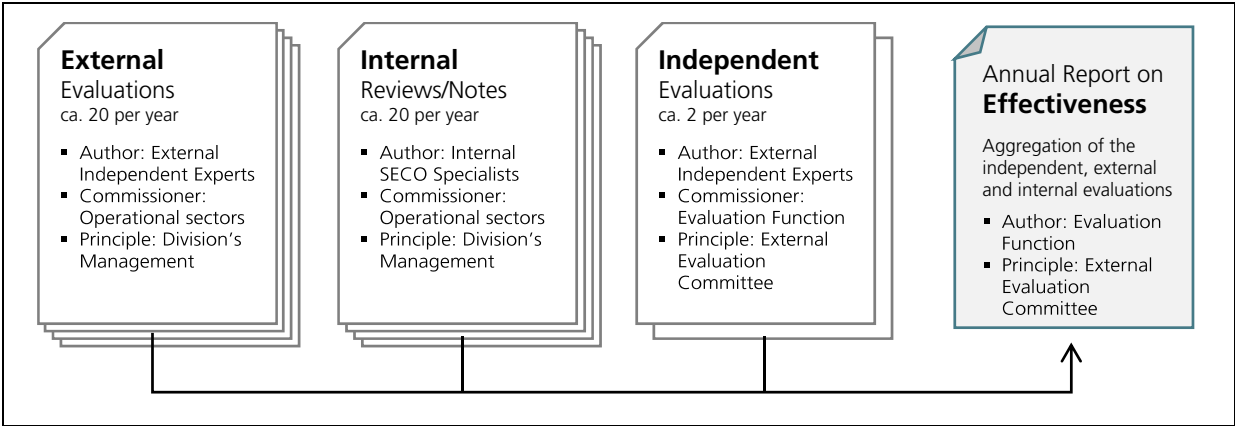 External
Evaluations
ca. 20 per year
▪ Author: External
Independent Experts
▪ Commissioner:
Operational sectors
▪ Principle: Division’s
Management
Internal
Reviews/Notes
ca. 20 per year
▪ Author: Internal
SECO Specialists
▪ Commissioner:
Operational sectors
▪ Principle: Division’s
Management
Independent
Evaluations
ca. 2 per year
▪ Author: External
Independent Experts
▪ Commissioner:
Evaluation Function
▪ Principle: External
Evaluation
Committee
Annual Report on
Effectiveness
Aggregation of the
independent, external
and internal evaluations
▪ Author: Evaluation
Function
▪ Principle: External
Evaluation
Committee